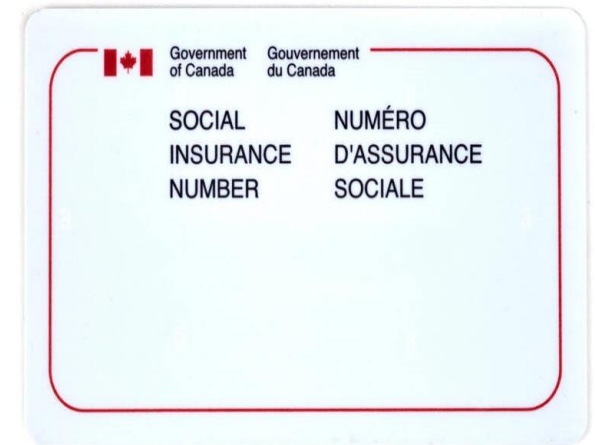 Government of Canada
Gouvernement du Canada
SOCIAL INSURANCE NUMBER
NUMÉRO D'ASSURANCE SOCIALE